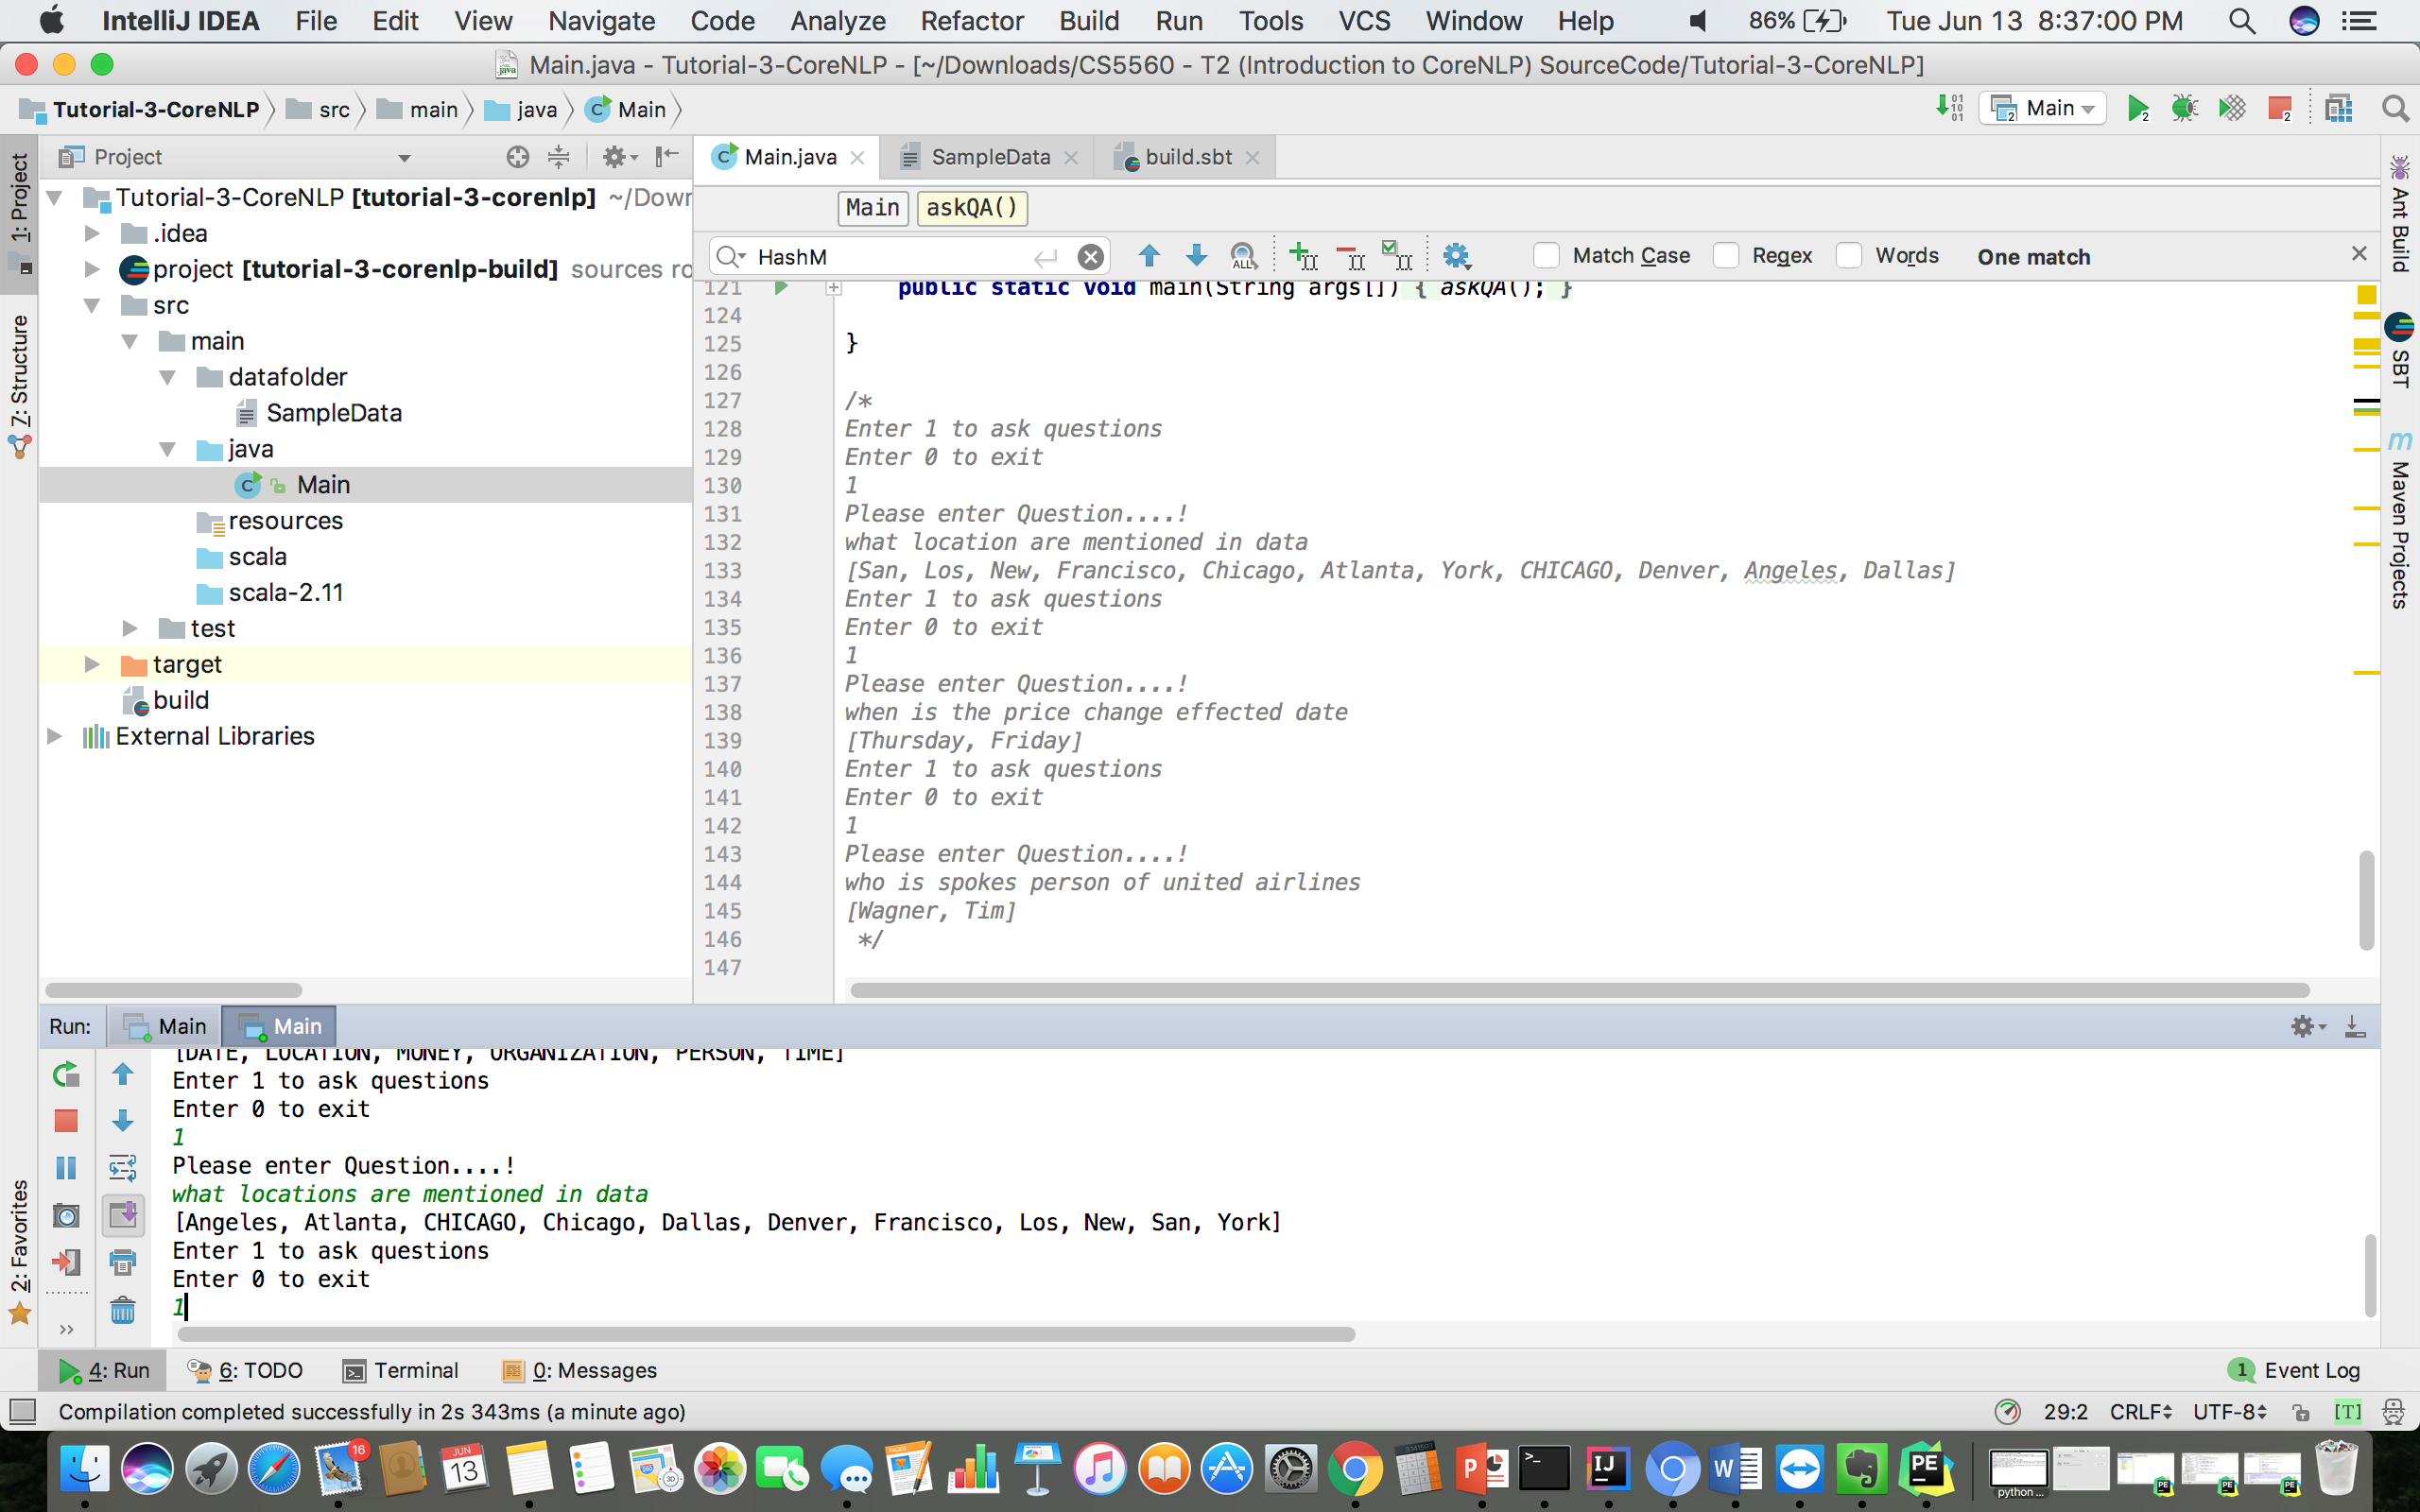 IntelliJ IDEA File Edit View Navigate Code Analyze Refactor Build Run Tools VCS Window Help 86% Tue Jun 13 8:37:00 PM
Main.java - Tutorial-3-CoreNLP - [~/Downloads/CS5560 - T2 (Introduction to CoreNLP) SourceCode/Tutorial-3-CoreNLP]
Tutorial-3-CoreNLP src main java Main
Main
1: Project
7: Structure
2: Favorites
Project
Tutorial-3-CoreNLP [tutorial-3-corenlp] ~/Dowr
.idea
project [tutorial-3-corenlp-build] sources ro
src
main
datafolder
SampleData
java
Main
resources
scala
scala-2.11
test
target
build
External Libraries
Main.java SampleData build.sbt
Main askQA()
HashM Match Case Regex Words One match
121 public static void main(String args[]) { askQA(); }
124
125 }
126
127 /*
128 Enter 1 to ask questions
129 Enter 0 to exit
130 1
131 Please enter Question....!
132 what location are mentioned in data
133 [San, Los, New, Francisco, Chicago, Atlanta, York, CHICAGO, Denver, Angeles, Dallas]
134 Enter 1 to ask questions
135 Enter 0 to exit
136 1
137 Please enter Question....!
138 when is the price change effected date
139 [Thursday, Friday]
140 Enter 1 to ask questions
141 Enter 0 to exit
142 1
143 Please enter Question....!
144 who is spokes person of united airlines
145 [Wagner, Tim]
146 */
147
Ant Build
SBT
Maven Projects
Run: Main Main
[DATE, LOCATION, MONEY, ORGANIZATION, PERSON, TIME]
Enter 1 to ask questions
Enter 0 to exit
1
Please enter Question....!
what locations are mentioned in data
[Angeles, Atlanta, CHICAGO, Chicago, Dallas, Denver, Francisco, Los, New, San, York]
Enter 1 to ask questions
Enter 0 to exit
1
4: Run 6: TODO Terminal 0: Messages 1 Event Log
Compilation completed successfully in 2s 343ms (a minute ago) 29:2 CRLF UTF-8 [T]
16
JUN
13
PAGES
3D
P
IJ
W
PE
python ...